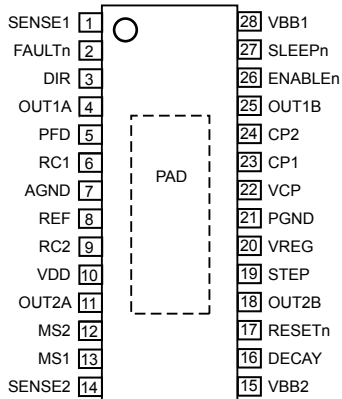 SENSE1 1 28 VBB1
FAULTn 2 27 SLEEPn
DIR 3 26 ENABLEn
OUT1A 4 25 OUT1B
PFD 5 24 CP2
RC1 6 23 CP1
AGND 7 PAD 22 VCP
REF 8 21 PGND
RC2 9 20 VREG
VDD 10 19 STEP
OUT2A 11 18 OUT2B
MS2 12 17 RESETn
MS1 13 16 DECAY
SENSE2 14 15 VBB2